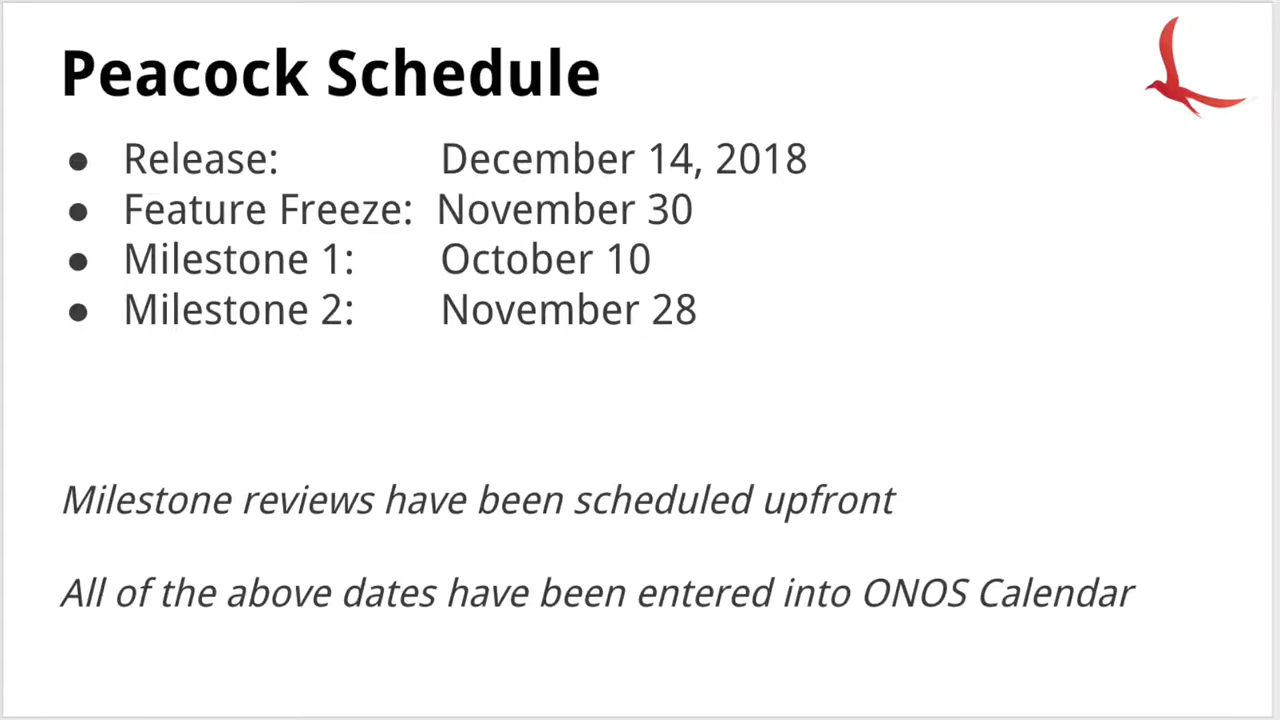 Peacock Schedule
● Release: December 14, 2018
● Feature Freeze: November 30
● Milestone 1: October 10
● Milestone 2: November 28
Milestone reviews have been scheduled upfront
All of the above dates have been entered into ONOS Calendar